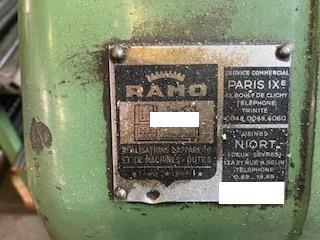 RAMO
RÉALISATIONS D'APPAREILS
ET DE MACHINES-OUTILS
SERVICE COMMERCIAL
PARIS IXE
BOULD DE CLICHY
TÉLÉPHONE
TRINITÉ
USINES
NIORT
(DEUX-SÈVRES)
TÉLÉPHONE